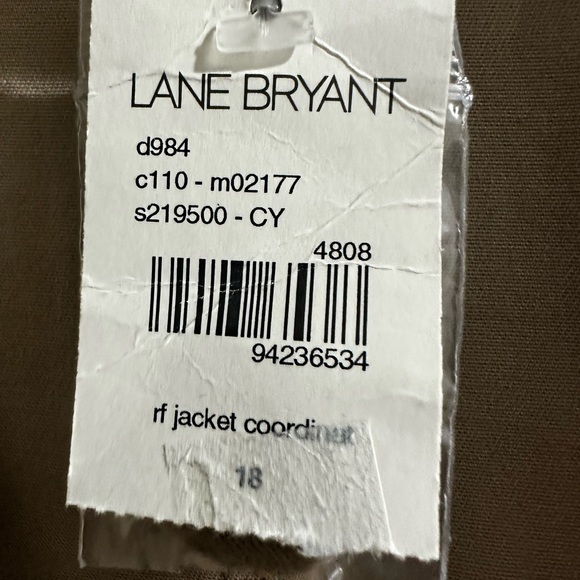 LANE BRYANT
d984
c110 - m02177
s219500 - CY
4808
94236534
rf jacket coordinat
18